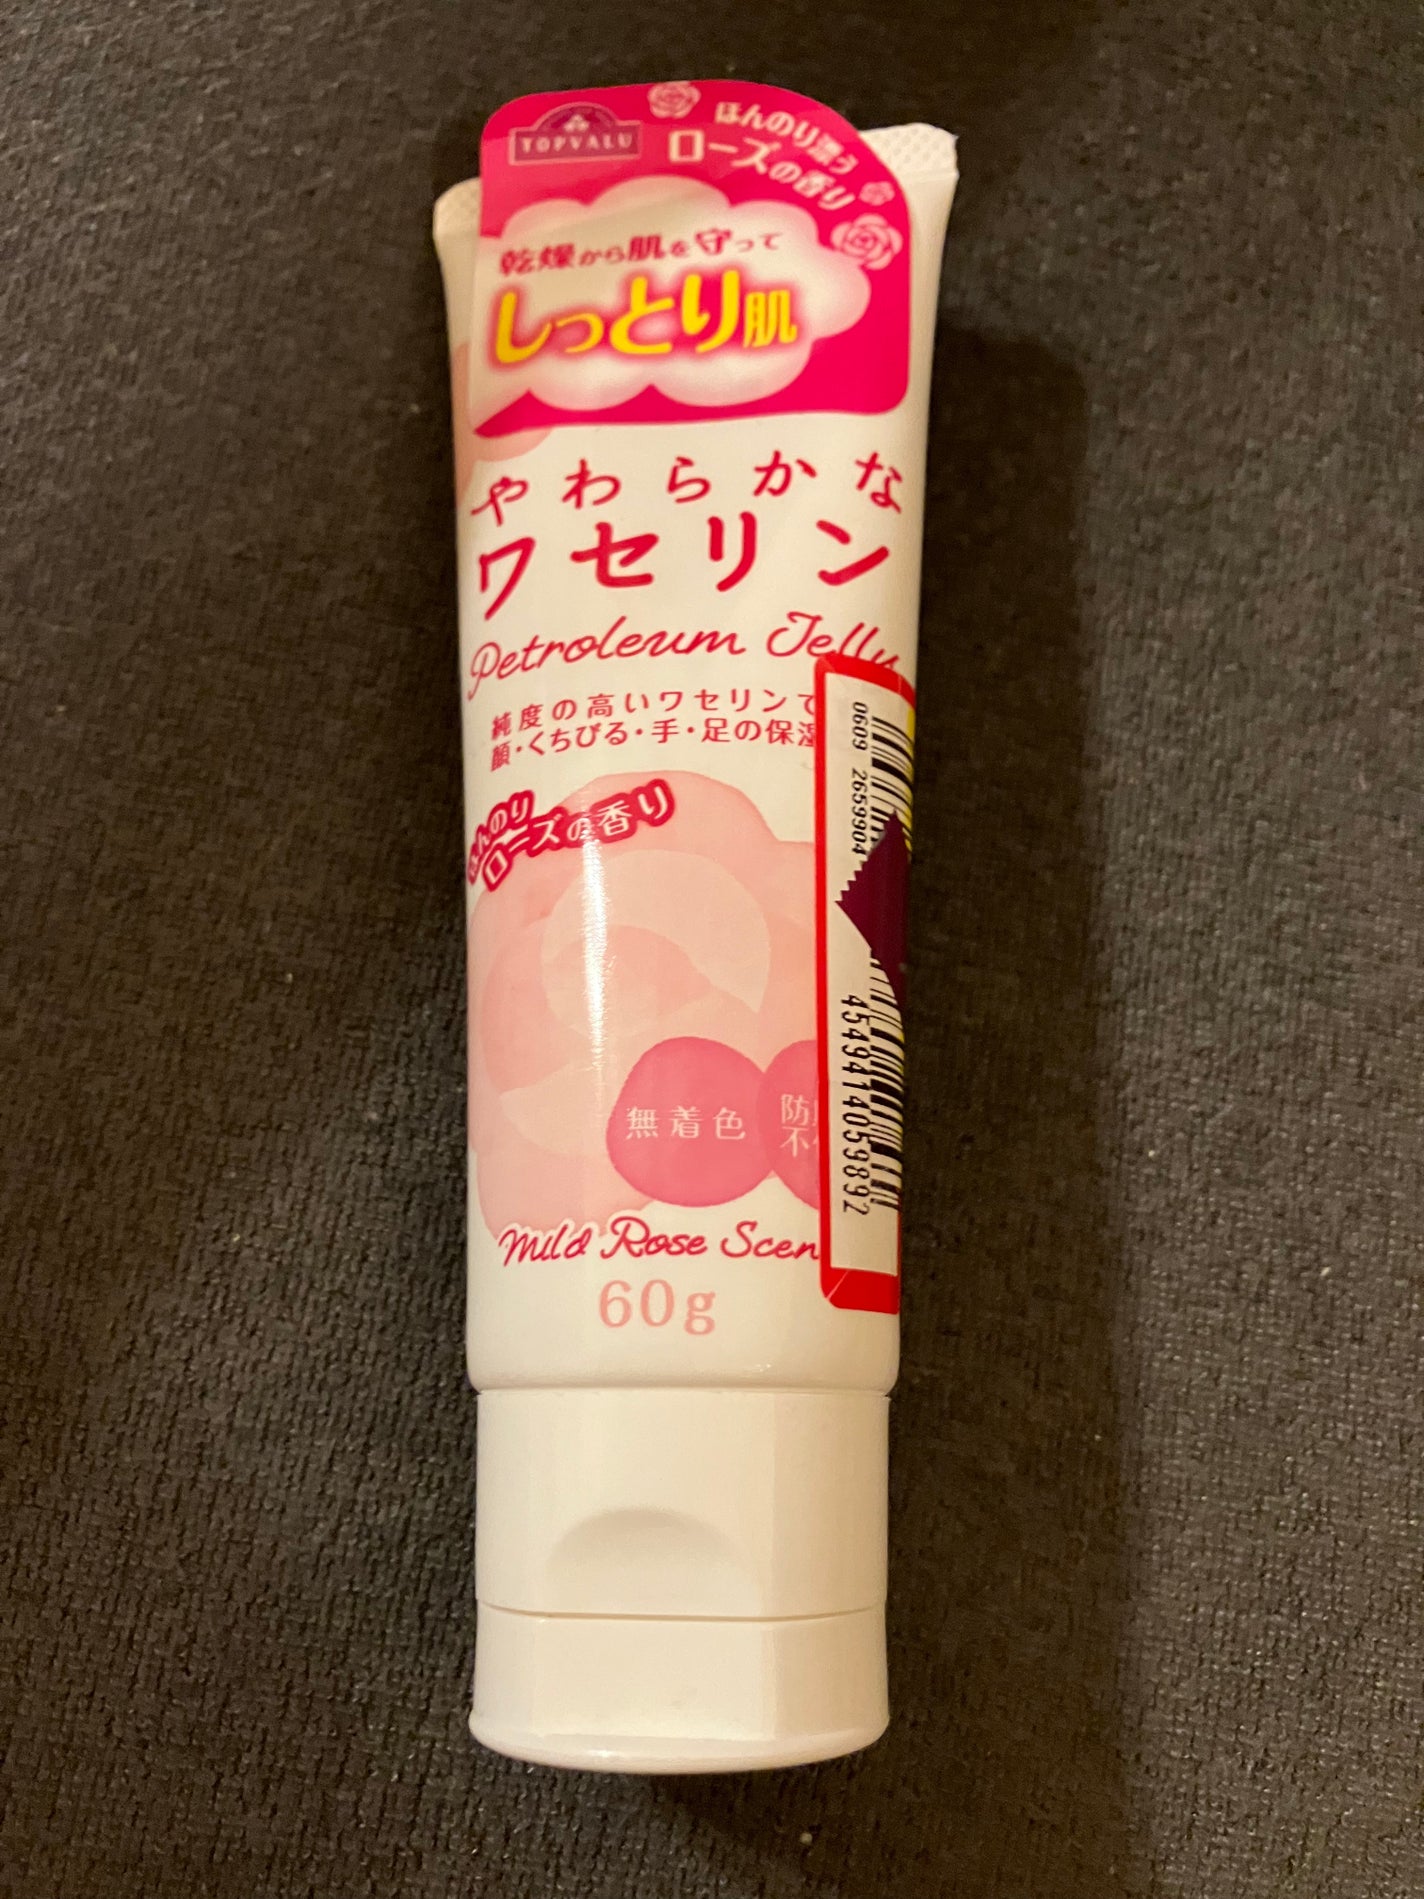 TOPVALU
ほんのり漂う
ローズの香り
乾燥から肌を守って
しっとり肌
やわらかな
ワセリン
Petroleum Jelly
純度の高いワセリンで
顔・くちびる・手・足の保湿
ほんのり
ローズの香り
無着色
防
不
Mild Rose Scen
60g
0609 2659904
4549414059892